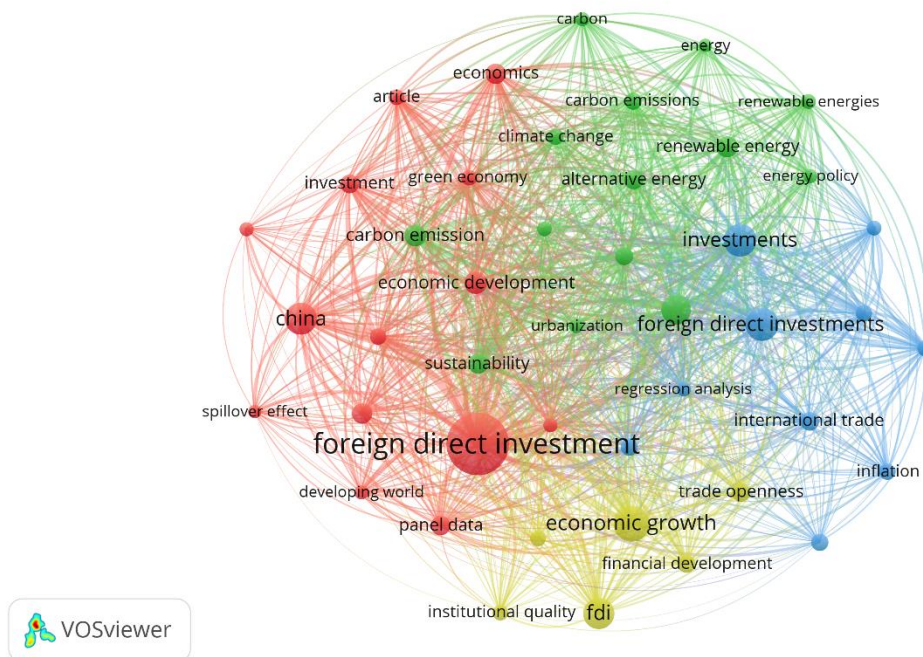 carbon
energy
economics
article
carbon emissions
renewable energies
climate change
renewable energy
green economy
alternative energy
energy policy
investment
carbon emission
investments
economic development
china
urbanization
foreign direct investments
sustainability
regression analysis
spillover effect
international trade
foreign direct investment
inflation
developing world
trade openness
panel data
economic growth
financial development
institutional quality
fdi
VOSviewer